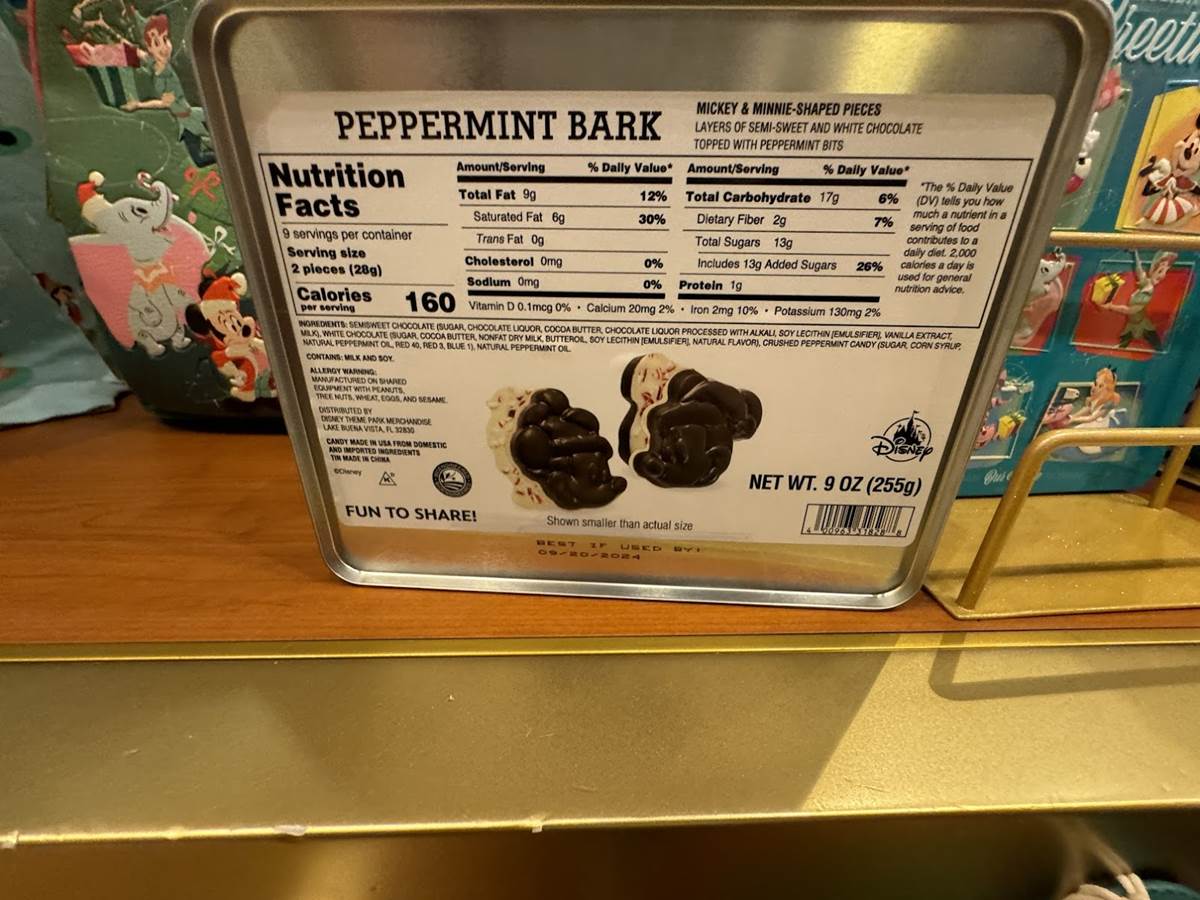 PEPPERMINT BARK
MICKEY & MINNIE-SHAPED PIECES
LAYERS OF SEMI-SWEET AND WHITE CHOCOLATE
TOPPED WITH PEPPERMINT BITS
Nutrition
Facts
9 servings per container
Serving size
2 pieces (28g)
Calories 160
per serving
Amount/Serving % Daily Value*
Total Fat 9g 12%
Saturated Fat 6g 30%
Trans Fat 0g
Cholesterol 0mg 0%
Sodium 0mg 0%
Amount/Serving % Daily Value*
Total Carbohydrate 17g 6%
Dietary Fiber 2g 7%
Total Sugars 13g
Includes 13g Added Sugars 26%
Protein 1g
Vitamin D 0.1mcg 0% • Calcium 20mg 2% • Iron 2mg 10% • Potassium 130mg 2%
*The % Daily Value
(DV) tells you how
much a nutrient in a
serving of food
contributes to a
daily diet. 2,000
calories a day is
used for general
nutrition advice.
INGREDIENTS: SEMISWEET CHOCOLATE (SUGAR, CHOCOLATE LIQUOR, COCOA BUTTER, CHOCOLATE LIQUOR PROCESSED WITH ALKALI, SOY LECITHIN [EMULSIFIER], VANILLA EXTRACT,
MILK), WHITE CHOCOLATE (SUGAR, COCOA BUTTER, NONFAT DRY MILK, BUTTEROIL, SOY LECITHIN [EMULSIFIER], NATURAL FLAVOR), CRUSHED PEPPERMINT CANDY (SUGAR, CORN SYRUP,
NATURAL PEPPERMINT OIL, RED 40, RED 3, BLUE 1), NATURAL PEPPERMINT OIL.
CONTAINS: MILK AND SOY.
ALLERGY WARNING:
MANUFACTURED ON SHARED
EQUIPMENT WITH PEANUTS,
TREE NUTS, WHEAT, EGGS, AND SESAME.
DISTRIBUTED BY
DISNEY THEME PARK MERCHANDISE
LAKE BUENA VISTA, FL 32830
CANDY MADE IN USA FROM DOMESTIC
AND IMPORTED INGREDIENTS
TIN MADE IN CHINA
©Disney
FUN TO SHARE!
Shown smaller than actual size
Disney
NET WT. 9 OZ (255g)
BEST IF USED BY:
09/20/2024